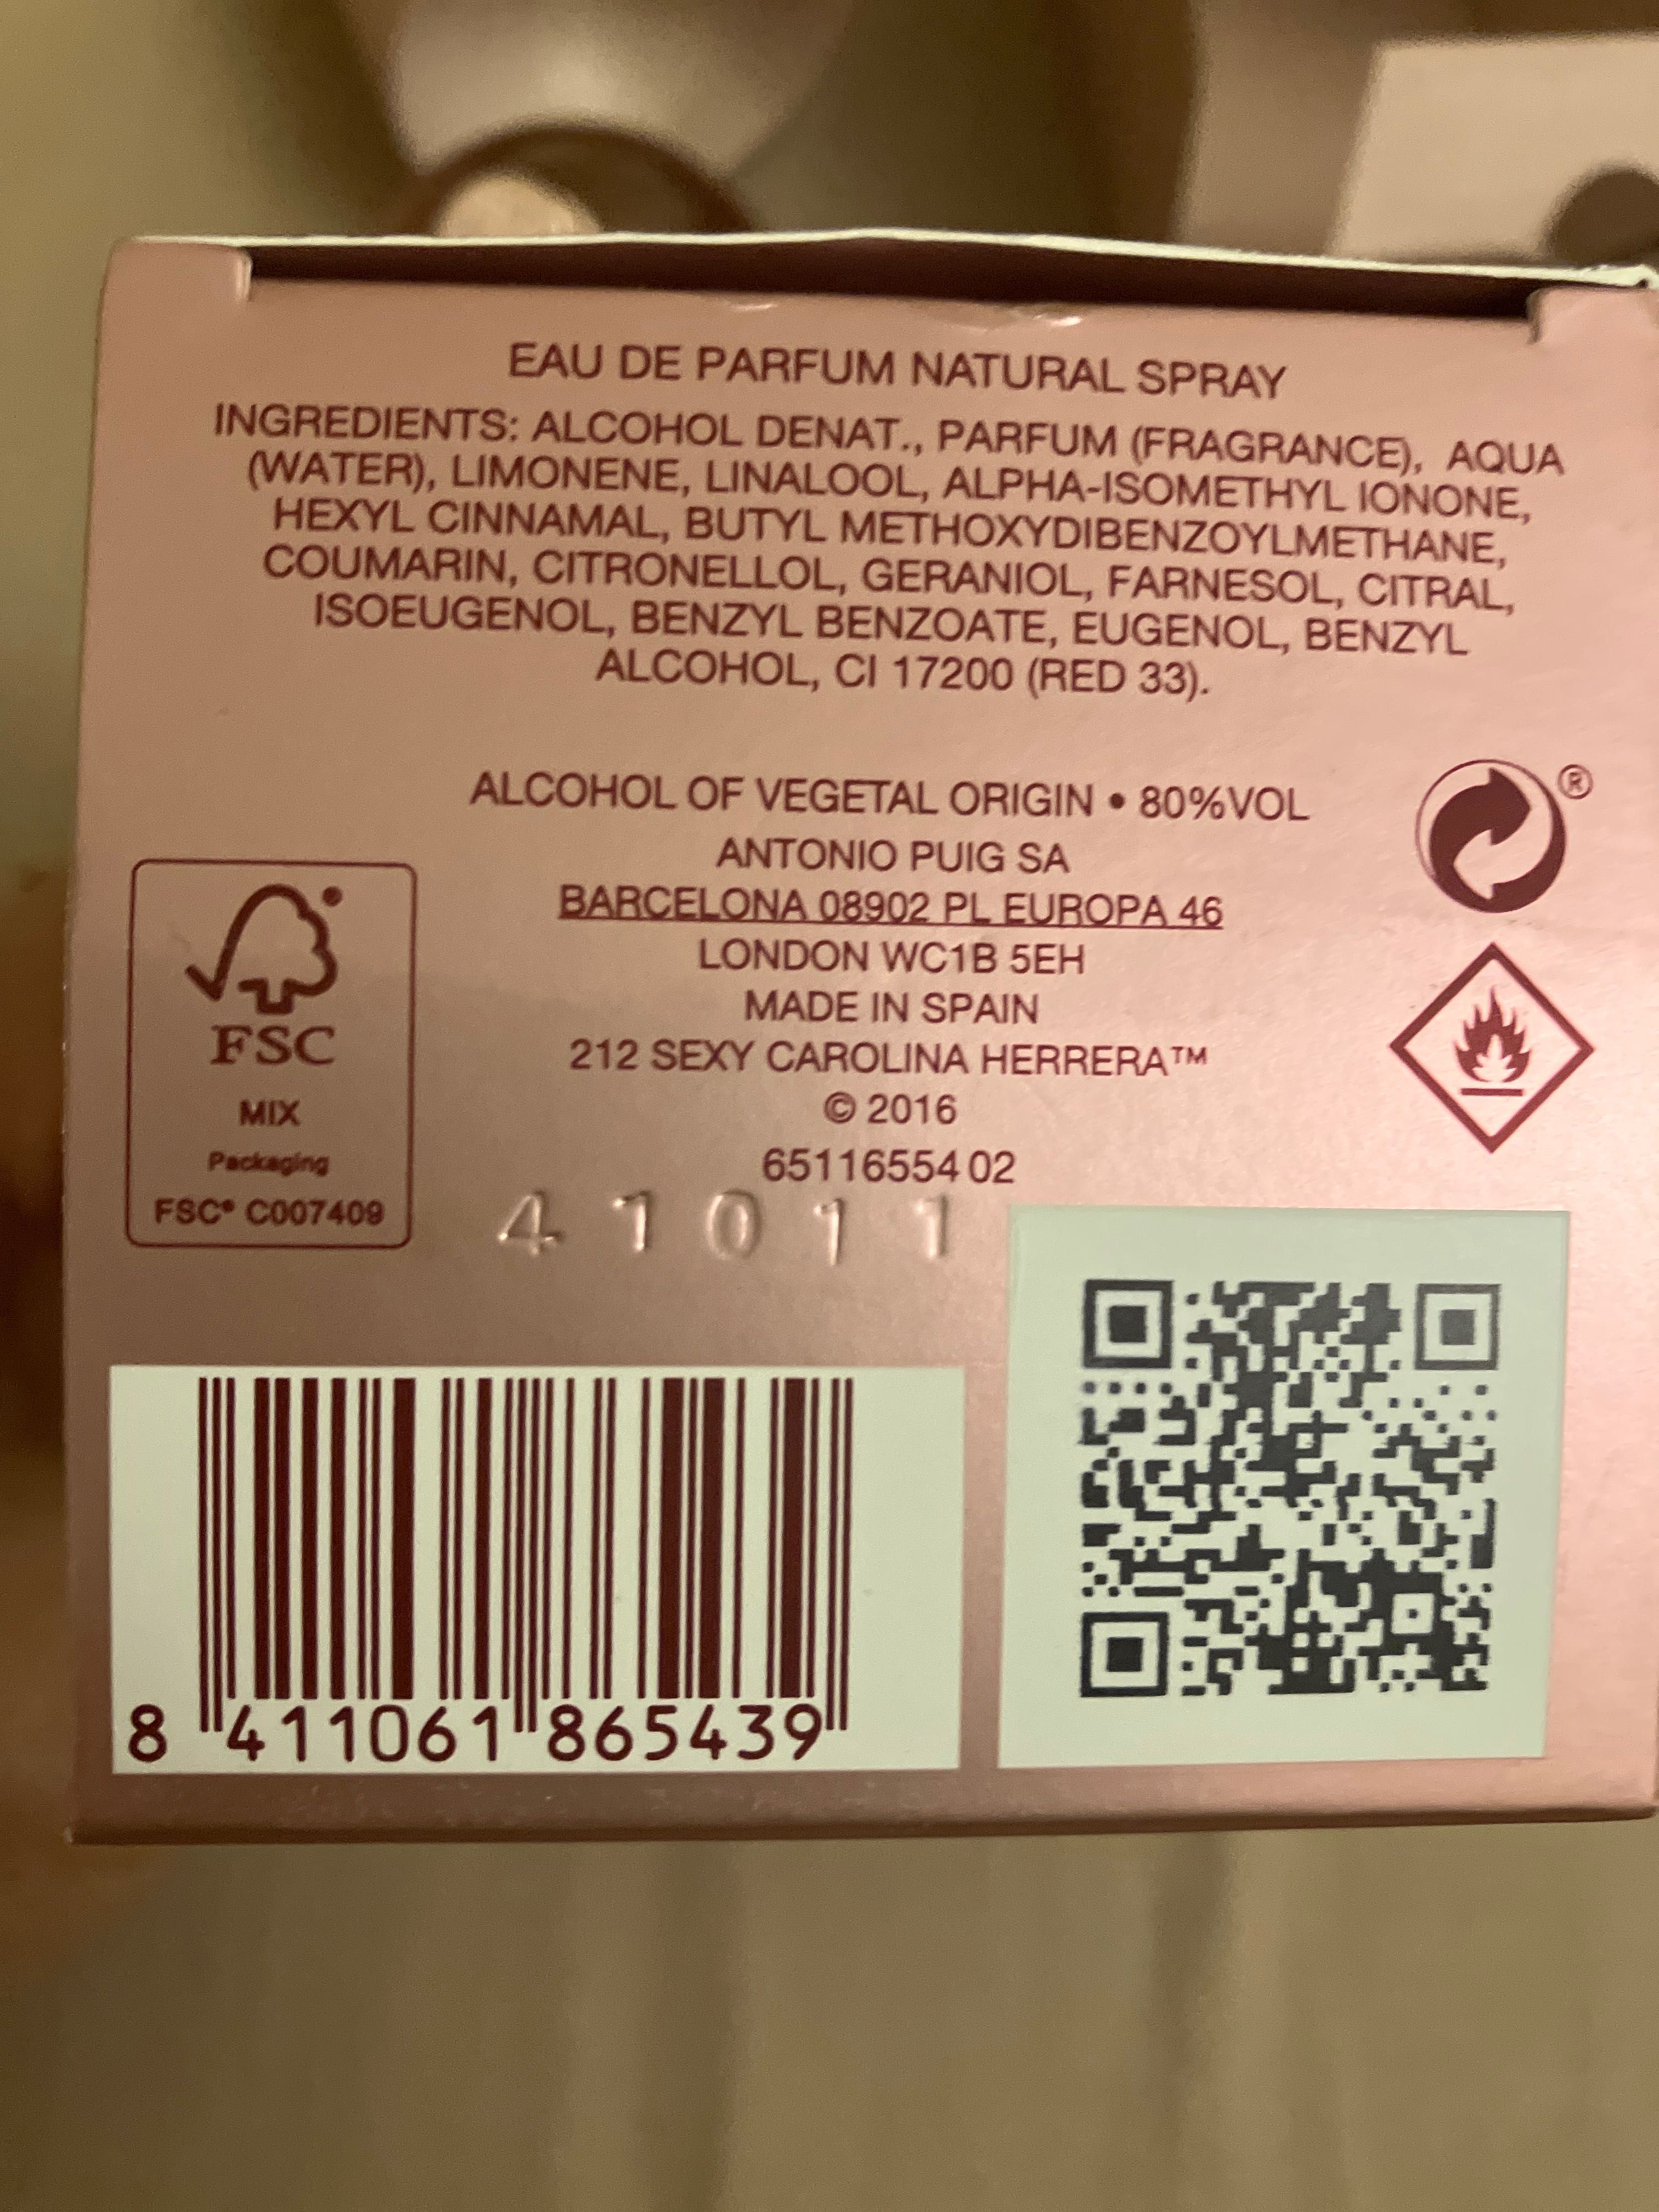 EAU DE PARFUM NATURAL SPRAY
INGREDIENTS: ALCOHOL DENAT., PARFUM (FRAGRANCE), AQUA
(WATER), LIMONENE, LINALOOL, ALPHA-ISOMETHYL IONONE,
HEXYL CINNAMAL, BUTYL METHOXYDIBENZOYLMETHANE,
COUMARIN, CITRONELLOL, GERANIOL, FARNESOL, CITRAL,
ISOEUGENOL, BENZYL BENZOATE, EUGENOL, BENZYL
ALCOHOL, CI 17200 (RED 33).
ALCOHOL OF VEGETAL ORIGIN • 80%VOL
ANTONIO PUIG SA
BARCELONA 08902 PL EUROPA 46
LONDON WC1B 5EH
MADE IN SPAIN
212 SEXY CAROLINA HERRERA™
© 2016
6511655402
®
FSC
MIX
Packaging
FSC® C007409
41011
8 411061 865439